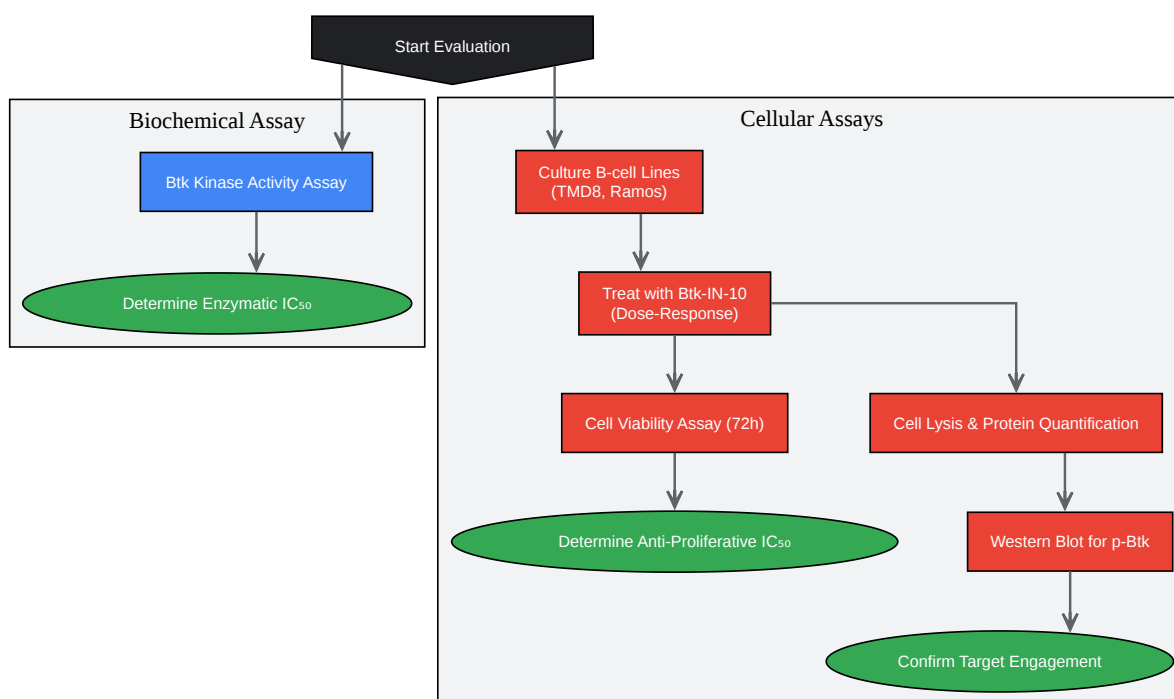 Start Evaluation
Biochemical Assay
Btk Kinase Activity Assay
Determine Enzymatic IC₅₀
Cellular Assays
Culture B-cell Lines
(TMD8, Ramos)
Treat with Btk-IN-10
(Dose-Response)
Cell Viability Assay (72h)
Determine Anti-Proliferative IC₅₀
Cell Lysis & Protein Quantification
Western Blot for p-Btk
Confirm Target Engagement